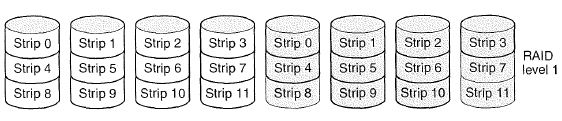 Strip 0 Strip 1 Strip 2 Strip 3 Strip 0 Strip 1 Strip 2 Strip 3
Strip 4 Strip 5 Strip 6 Strip 7 Strip 4 Strip 5 Strip 6 Strip 7
Strip 8 Strip 9 Strip 10 Strip 11 Strip 8 Strip 9 Strip 10 Strip 11
RAID
level 1